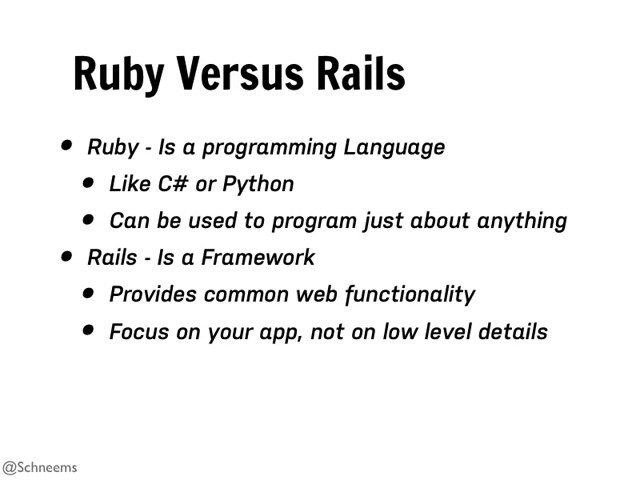 Ruby Versus Rails
• Ruby - Is a programming Language
• Like C# or Python
• Can be used to program just about anything
• Rails - Is a Framework
• Provides common web functionality
• Focus on your app, not on low level details
@Schneems